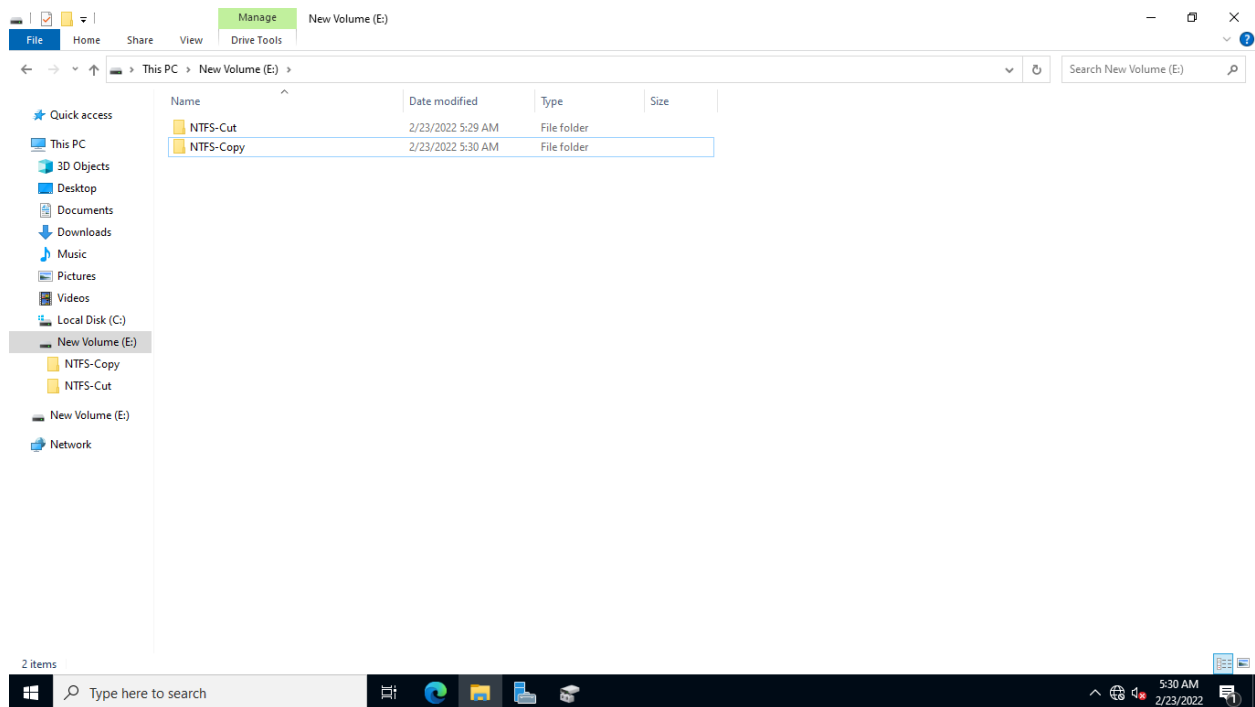 Manage New Volume (E:)
File Home Share View Drive Tools ?
This PC > New Volume (E:) > Search New Volume (E:)
Name Date modified Type Size
Quick access
This PC
3D Objects
Desktop
Documents
Downloads
Music
Pictures
Videos
Local Disk (C:)
New Volume (E:)
NTFS-Copy
NTFS-Cut
New Volume (E:)
Network
NTFS-Cut 2/23/2022 5:29 AM File folder
NTFS-Copy 2/23/2022 5:30 AM File folder
2 items
Type here to search
5:30 AM
2/23/2022
1